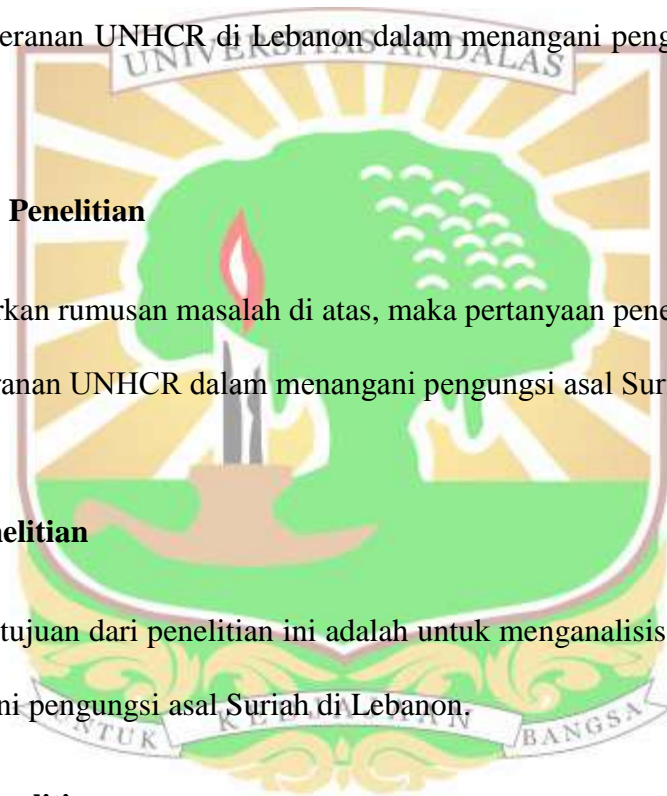 eranan UNHCR di Lebanon dalam menangani peng
UNIVERSITAS ANDALAS
Penelitian
rkan rumusan masalah di atas, maka pertanyaan pene
ranan UNHCR dalam menangani pengungsi asal Sur
nelitian
tujuan dari penelitian ini adalah untuk menganalisis
ni pengungsi asal Suriah di Lebanon.
UNTUK KEDJAJAAN BANGSA